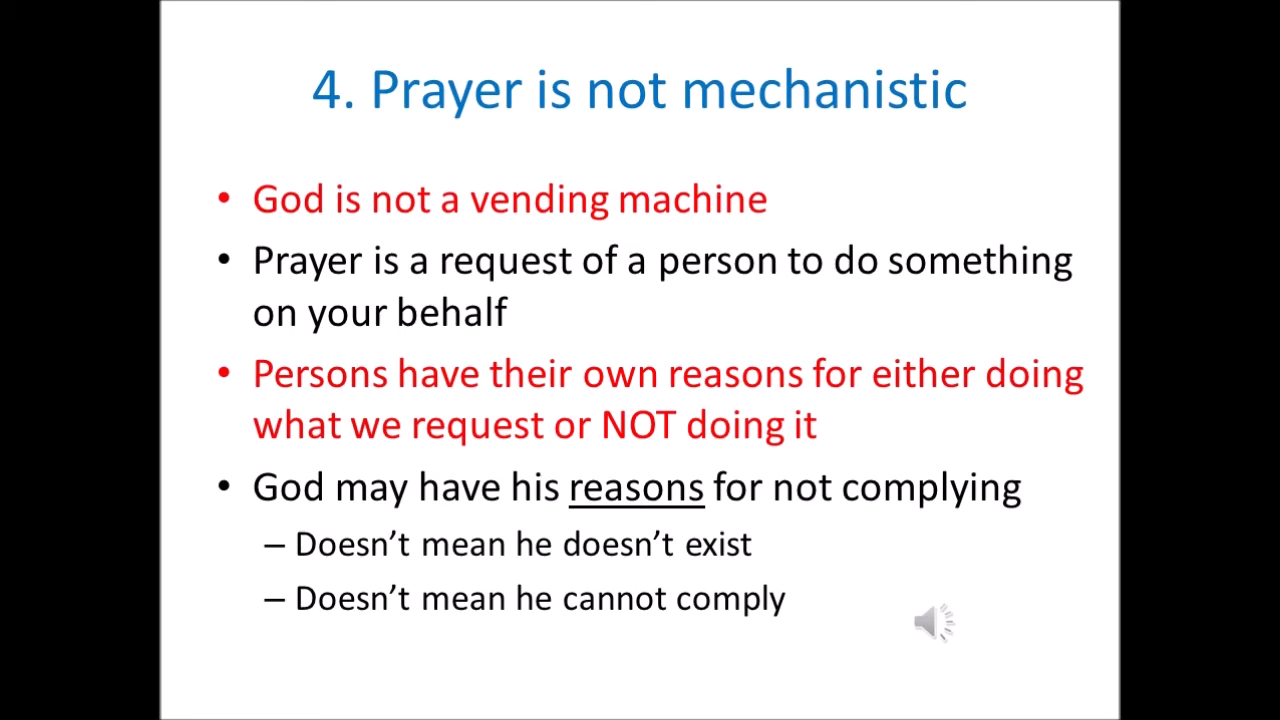 4. Prayer is not mechanistic
• God is not a vending machine
• Prayer is a request of a person to do something
on your behalf
• Persons have their own reasons for either doing
what we request or NOT doing it
• God may have his reasons for not complying
– Doesn’t mean he doesn’t exist
– Doesn’t mean he cannot comply